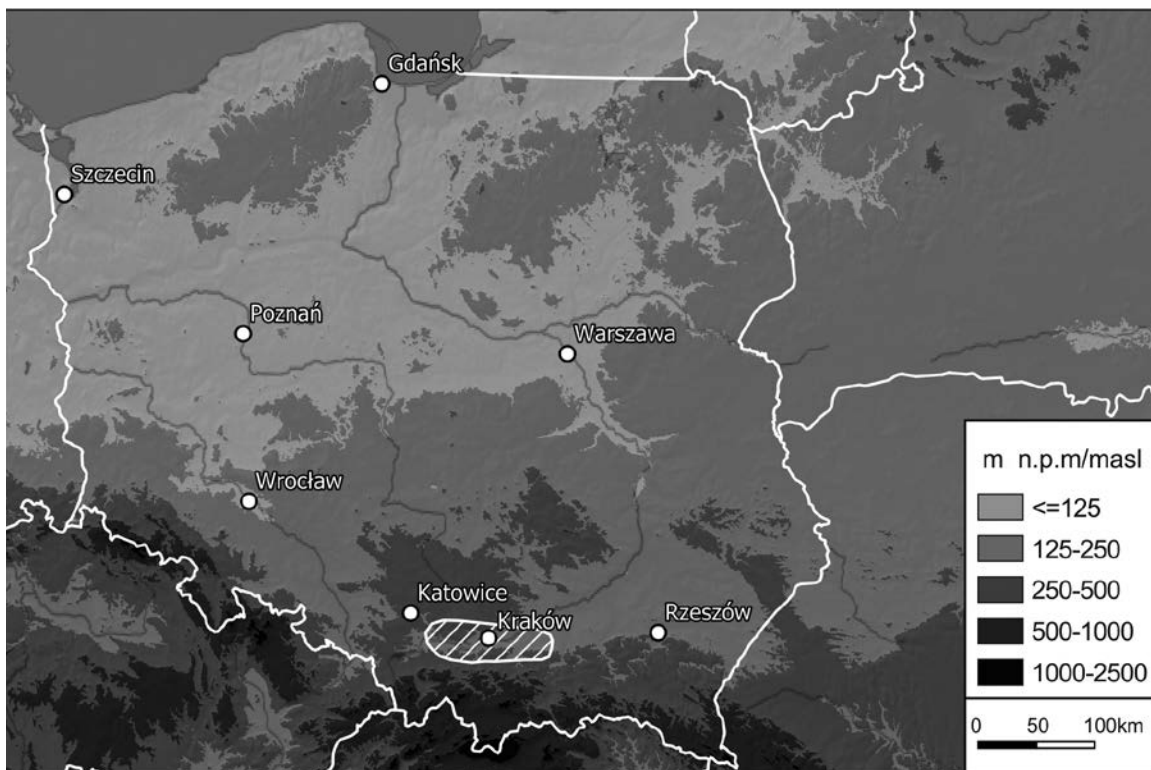 Gdańsk
Szczecin
Poznań
Warszawa
Wrocław
Katowice
Kraków
Rzeszów
m n.p.m/masl
<=125
125-250
250-500
500-1000
1000-2500
0 50 100km